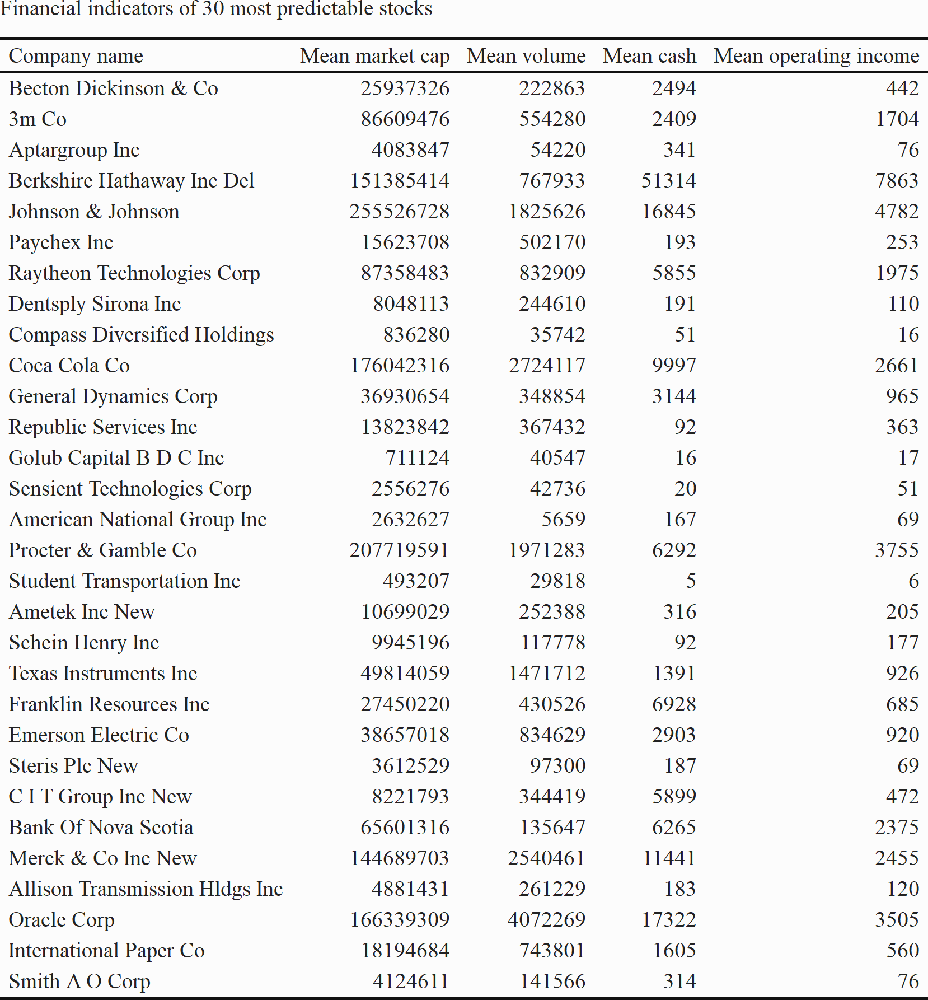 Financial indicators of 30 most predictable stocks
Company name Mean market cap Mean volume Mean cash Mean operating income
Becton Dickinson & Co 25937326 222863 2494 442
3m Co 86609476 554280 2409 1704
Aptargroup Inc 4083847 54220 341 76
Berkshire Hathaway Inc Del 151385414 767933 51314 7863
Johnson & Johnson 255526728 1825626 16845 4782
Paychex Inc 15623708 502170 193 253
Raytheon Technologies Corp 87358483 832909 5855 1975
Dentsply Sirona Inc 8048113 244610 191 110
Compass Diversified Holdings 836280 35742 51 16
Coca Cola Co 176042316 2724117 9997 2661
General Dynamics Corp 36930654 348854 3144 965
Republic Services Inc 13823842 367432 92 363
Golub Capital B D C Inc 711124 40547 16 17
Sensient Technologies Corp 2556276 42736 20 51
American National Group Inc 2632627 5659 167 69
Procter & Gamble Co 207719591 1971283 6292 3755
Student Transportation Inc 493207 29818 5 6
Ametek Inc New 10699029 252388 316 205
Schein Henry Inc 9945196 117778 92 177
Texas Instruments Inc 49814059 1471712 1391 926
Franklin Resources Inc 27450220 430526 6928 685
Emerson Electric Co 38657018 834629 2903 920
Steris Plc New 3612529 97300 187 69
C I T Group Inc New 8221793 344419 5899 472
Bank Of Nova Scotia 65601316 135647 6265 2375
Merck & Co Inc New 144689703 2540461 11441 2455
Allison Transmission Hldgs Inc 4881431 261229 183 120
Oracle Corp 166339309 4072269 17322 3505
International Paper Co 18194684 743801 1605 560
Smith A O Corp 4124611 141566 314 76